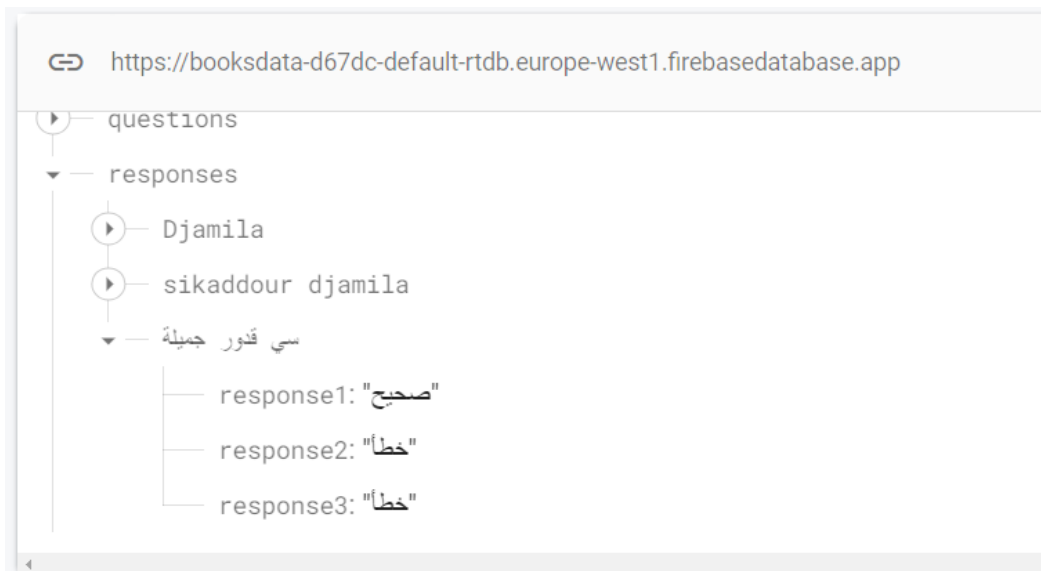 https://booksdata-d67dc-default-rtdb.europe-west1.firebasedatabase.app
questions
responses
Djamila
sikaddour djamila
سي قدور جميلة
response1: "صحيح"
response2: "خطأ"
response3: "خطأ"